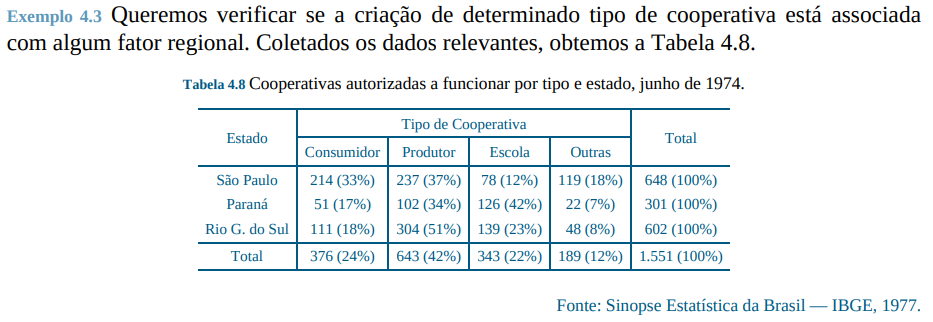 Exemplo 4.3 Queremos verificar se a criação de determinado tipo de cooperativa está associada
com algum fator regional. Coletados os dados relevantes, obtemos a Tabela 4.8.
Tabela 4.8 Cooperativas autorizadas a funcionar por tipo e estado, junho de 1974.
Estado Tipo de Cooperativa Total
Consumidor Produtor Escola Outras
São Paulo 214 (33%) 237 (37%) 78 (12%) 119 (18%) 648 (100%)
Paraná 51 (17%) 102 (34%) 126 (42%) 22 (7%) 301 (100%)
Rio G. do Sul 111 (18%) 304 (51%) 139 (23%) 48 (8%) 602 (100%)
Total 376 (24%) 643 (42%) 343 (22%) 189 (12%) 1.551 (100%)
Fonte: Sinopse Estatística da Brasil — IBGE, 1977.